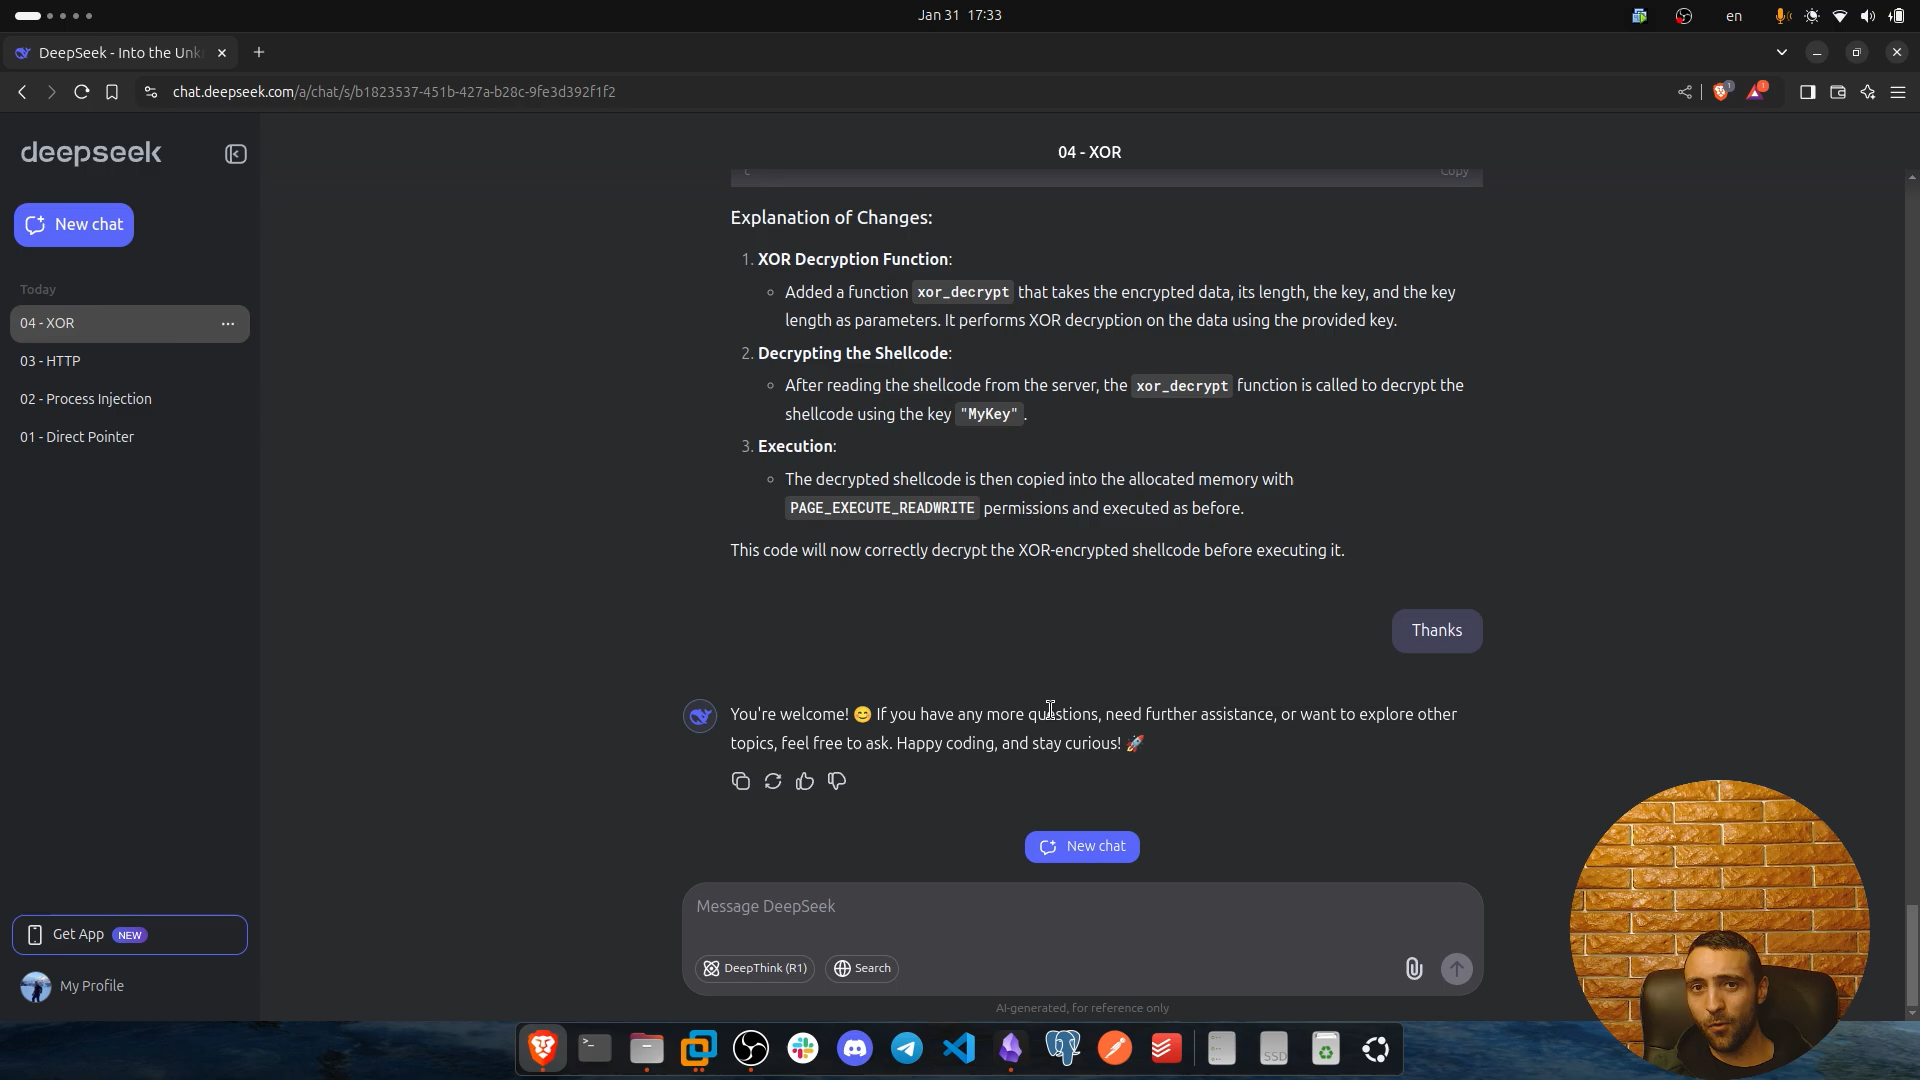 Jan 31 17:33
en
DeepSeek - Into the Unk
chat.deepseek.com/a/chat/s/b1823537-451b-427a-b28c-9fe3d392f1f2
1
1
deepseek
New chat
Today
04 - XOR
03 - HTTP
02 - Process Injection
01 - Direct Pointer
Get App NEW
My Profile
04 - XOR
c Copy
Explanation of Changes:
1. XOR Decryption Function:
Added a function xor_decrypt that takes the encrypted data, its length, the key, and the key
length as parameters. It performs XOR decryption on the data using the provided key.
2. Decrypting the Shellcode:
After reading the shellcode from the server, the xor_decrypt function is called to decrypt the
shellcode using the key "MyKey".
3. Execution:
The decrypted shellcode is then copied into the allocated memory with
PAGE_EXECUTE_READWRITE permissions and executed as before.
This code will now correctly decrypt the XOR-encrypted shellcode before executing it.
Thanks
You're welcome! 😊 If you have any more questions, need further assistance, or want to explore other
topics, feel free to ask. Happy coding, and stay curious! 🚀
New chat
Message DeepSeek
DeepThink (R1) Search
AI-generated, for reference only
SSD